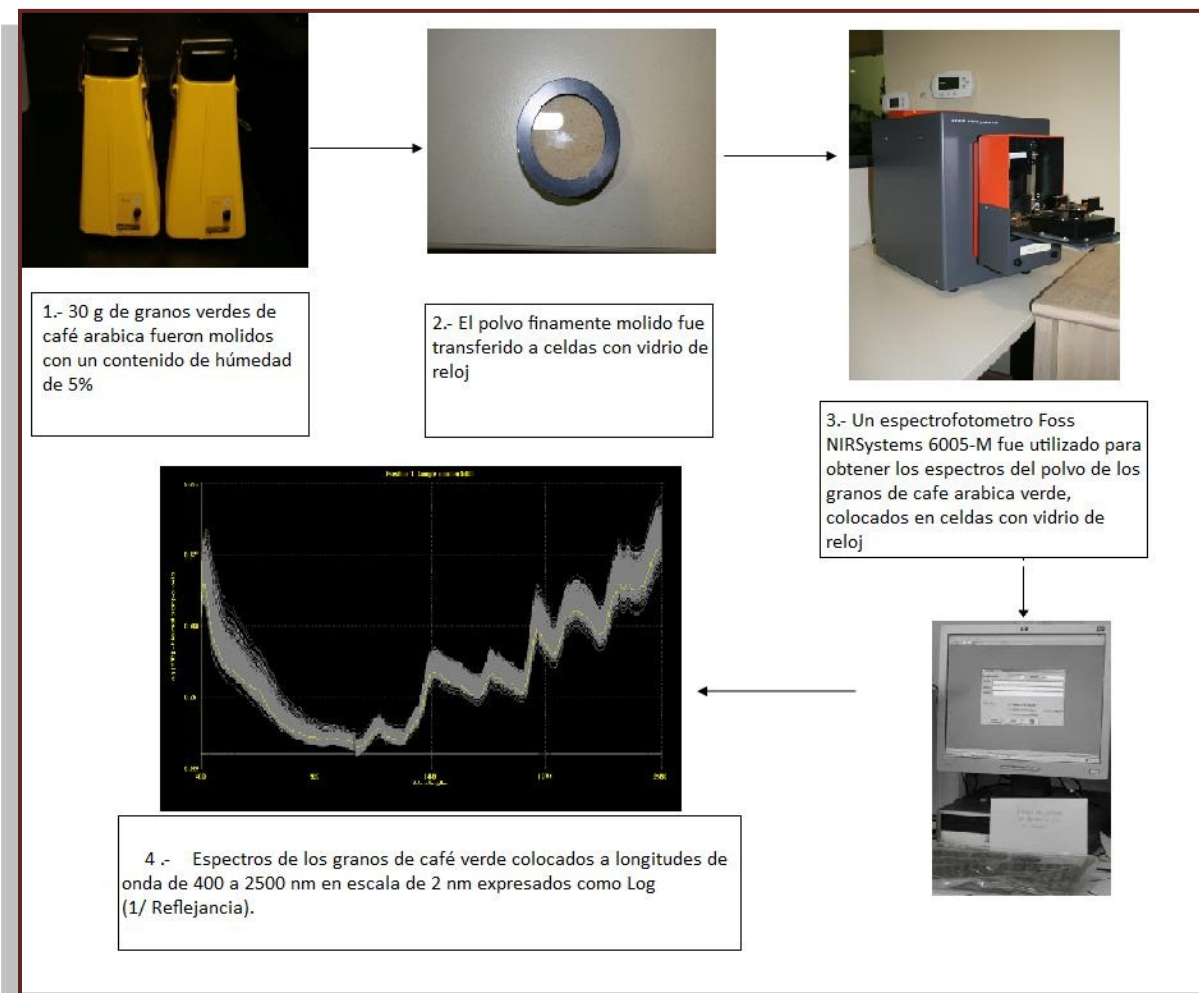 1.- 30 g de granos verdes de
café arabica fueron molidos
con un contenido de húmedad
de 5%
2.- El polvo finamente molido fue
transferido a celdas con vidrio de
reloj
3.- Un espectrofotometro Foss
NIRSystems 6005-M fue utilizado para
obtener los espectros del polvo de los
granos de cafe arabica verde,
colocados en celdas con vidrio de
reloj
4 .- Espectros de los granos de café verde colocados a longitudes de
onda de 400 a 2500 nm en escala de 2 nm expresados como Log
(1/ Reflejancia).